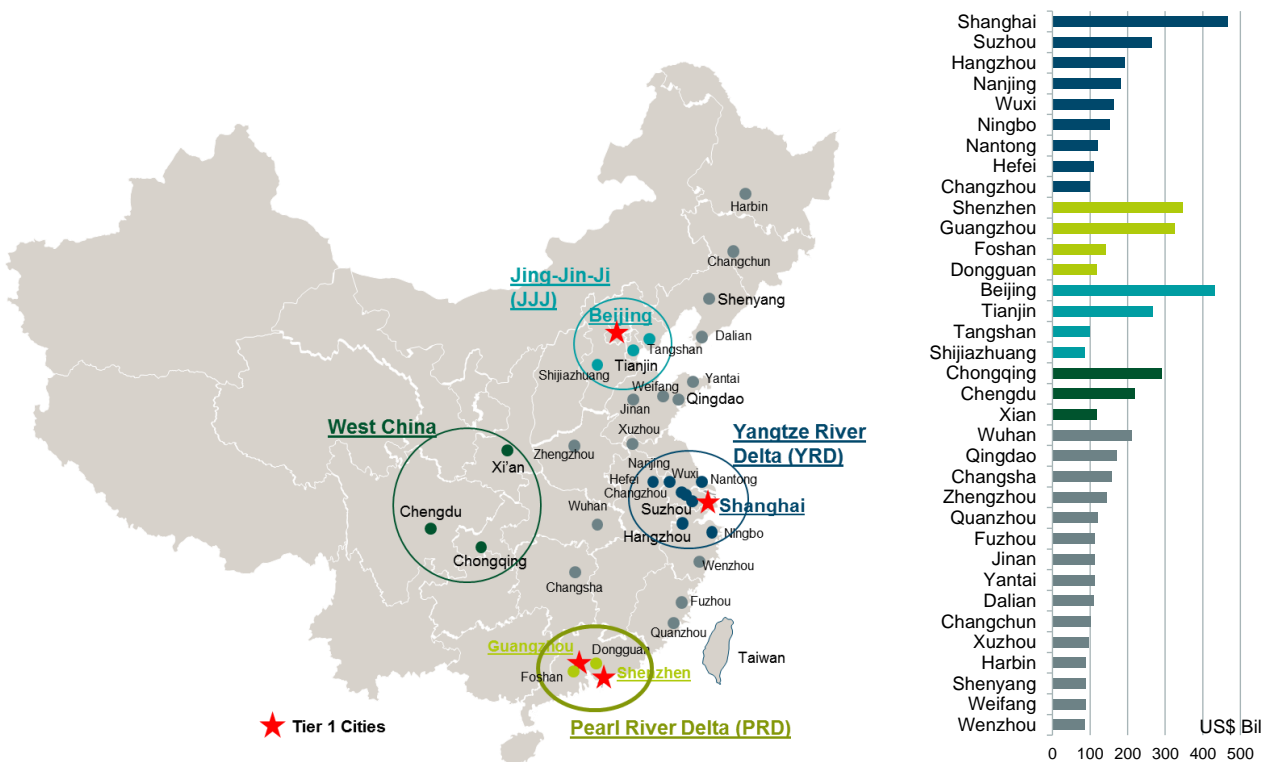 Harbin
Changchun
Jing-Jin-Ji
(JJJ)
Shenyang
Beijing
Dalian
Tangshan
Tianjin
Shijiazhuang
Yantai
Weifang
Qingdao
Jinan
West China
Xuzhou
Yangtze River
Delta (YRD)
Zhengzhou
Nanjing
Xi'an
Wuxi
Hefei
Nantong
Changzhou
Wuhan
Suzhou
Shanghai
Chengdu
Hangzhou
Ningbo
Chongqing
Wenzhou
Changsha
Fuzhou
Quanzhou
Guangzhou
Dongguan
Taiwan
Foshan
Shenzhen
Tier 1 Cities
Pearl River Delta (PRD)
Shanghai
Suzhou
Hangzhou
Nanjing
Wuxi
Ningbo
Nantong
Hefei
Changzhou
Shenzhen
Guangzhou
Foshan
Dongguan
Beijing
Tianjin
Tangshan
Shijiazhuang
Chongqing
Chengdu
Xian
Wuhan
Qingdao
Changsha
Zhengzhou
Quanzhou
Fuzhou
Jinan
Yantai
Dalian
Changchun
Xuzhou
Harbin
Shenyang
Weifang
Wenzhou
US$ Bil
0 100 200 300 400 500